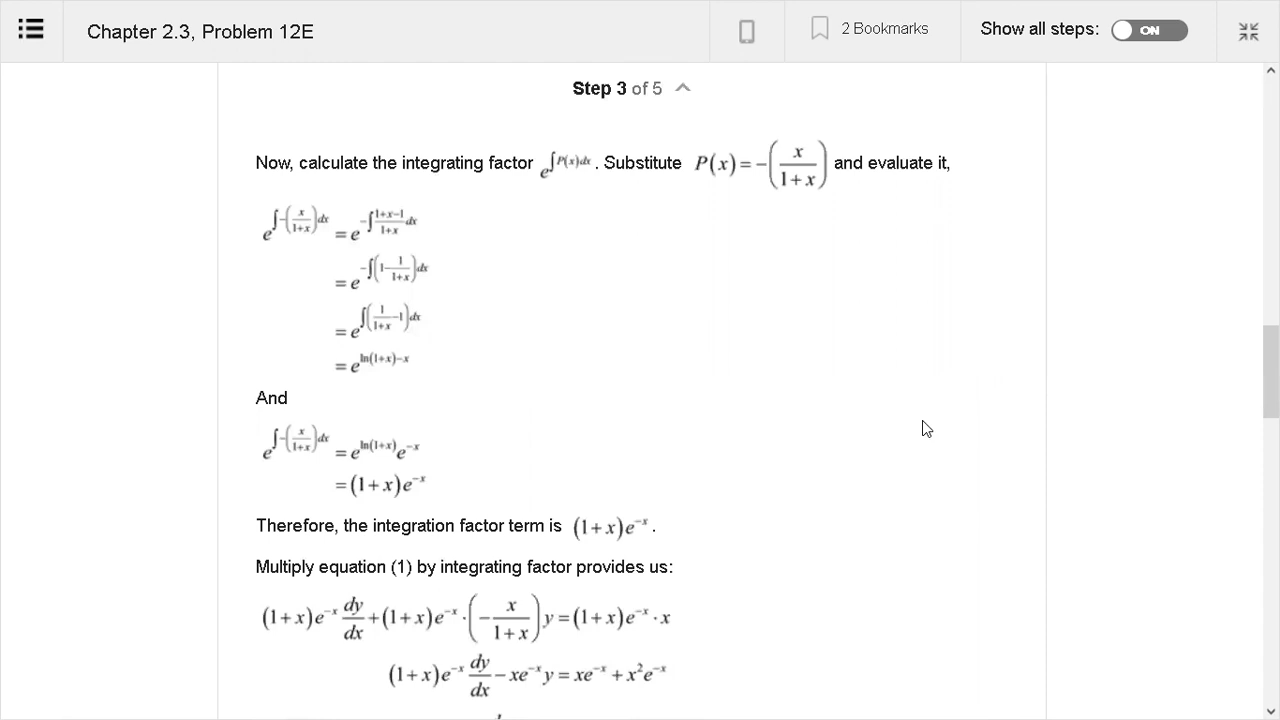 Chapter 2.3, Problem 12E
2 Bookmarks
Show all steps: ON
Step 3 of 5
Now, calculate the integrating factor e^{∫P(x)dx}. Substitute P(x) = -(x/(1+x)) and evaluate it,
e^{∫-(x/(1+x))dx} = e^{-∫(1+x-1)/(1+x) dx}
= e^{-∫(1-1/(1+x))dx}
= e^{∫(1/(1+x)-1)dx}
= e^{ln(1+x)-x}
And
e^{∫-(x/(1+x))dx} = e^{ln(1+x)}e^{-x}
= (1+x)e^{-x}
Therefore, the integration factor term is (1+x)e^{-x}.
Multiply equation (1) by integrating factor provides us:
(1+x)e^{-x} dy/dx + (1+x)e^{-x}·(-x/(1+x))y = (1+x)e^{-x}·x
(1+x)e^{-x} dy/dx - xe^{-x}y = xe^{-x} + x²e^{-x}